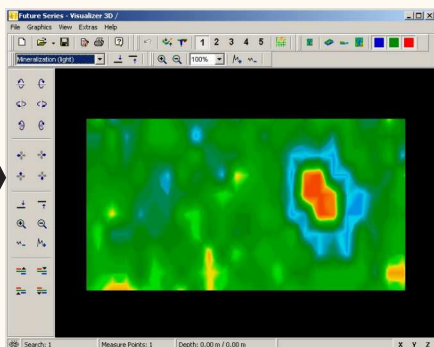 Future Series - Visualizer 3D /
File Graphics View Extras Help
1 2 3 4 5
Mineralization (light) 100%
Search: 1 Measure Points: 1 Depth: 0.00 m / 0.00 m X Y Z